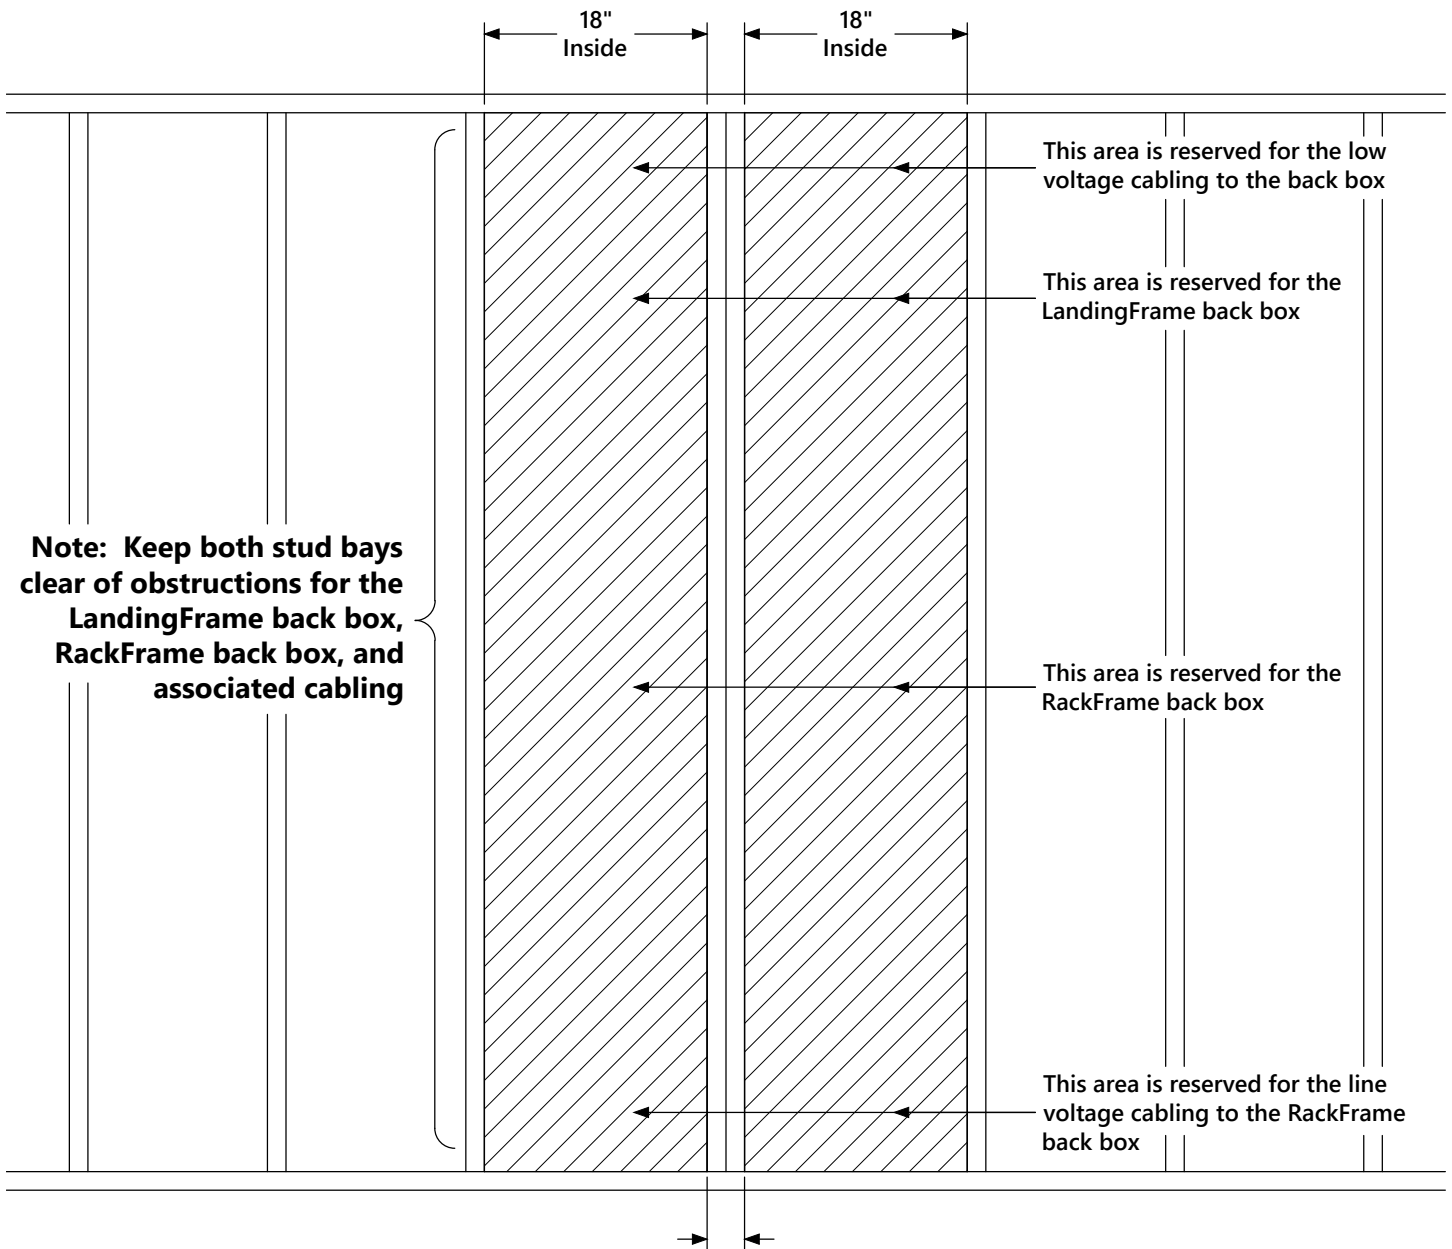 18"
Inside
18"
Inside
This area is reserved for the low
voltage cabling to the back box
This area is reserved for the
LandingFrame back box
Note:  Keep both stud bays
clear of obstructions for the
LandingFrame back box,
RackFrame back box, and
associated cabling
This area is reserved for the
RackFrame back box
This area is reserved for the line
voltage cabling to the RackFrame
back box